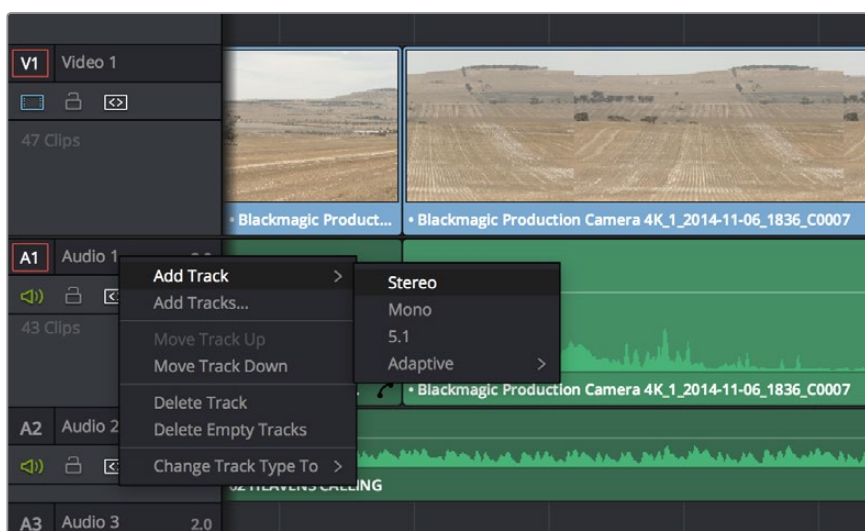 V1 Video 1
47 Clips
• Blackmagic Product...
• Blackmagic Production Camera 4K_1_2014-11-06_1836_C0007
A1 Audio 1
43 Clips
Add Track >
Add Tracks...
Move Track Up
Move Track Down
Delete Track
Delete Empty Tracks
Change Track Type To >
Stereo
Mono
5.1
Adaptive >
• Blackmagic Production Camera 4K_1_2014-11-06_1836_C0007
A2 Audio 2
HEAVENS CALLING
A3 Audio 3 2.0